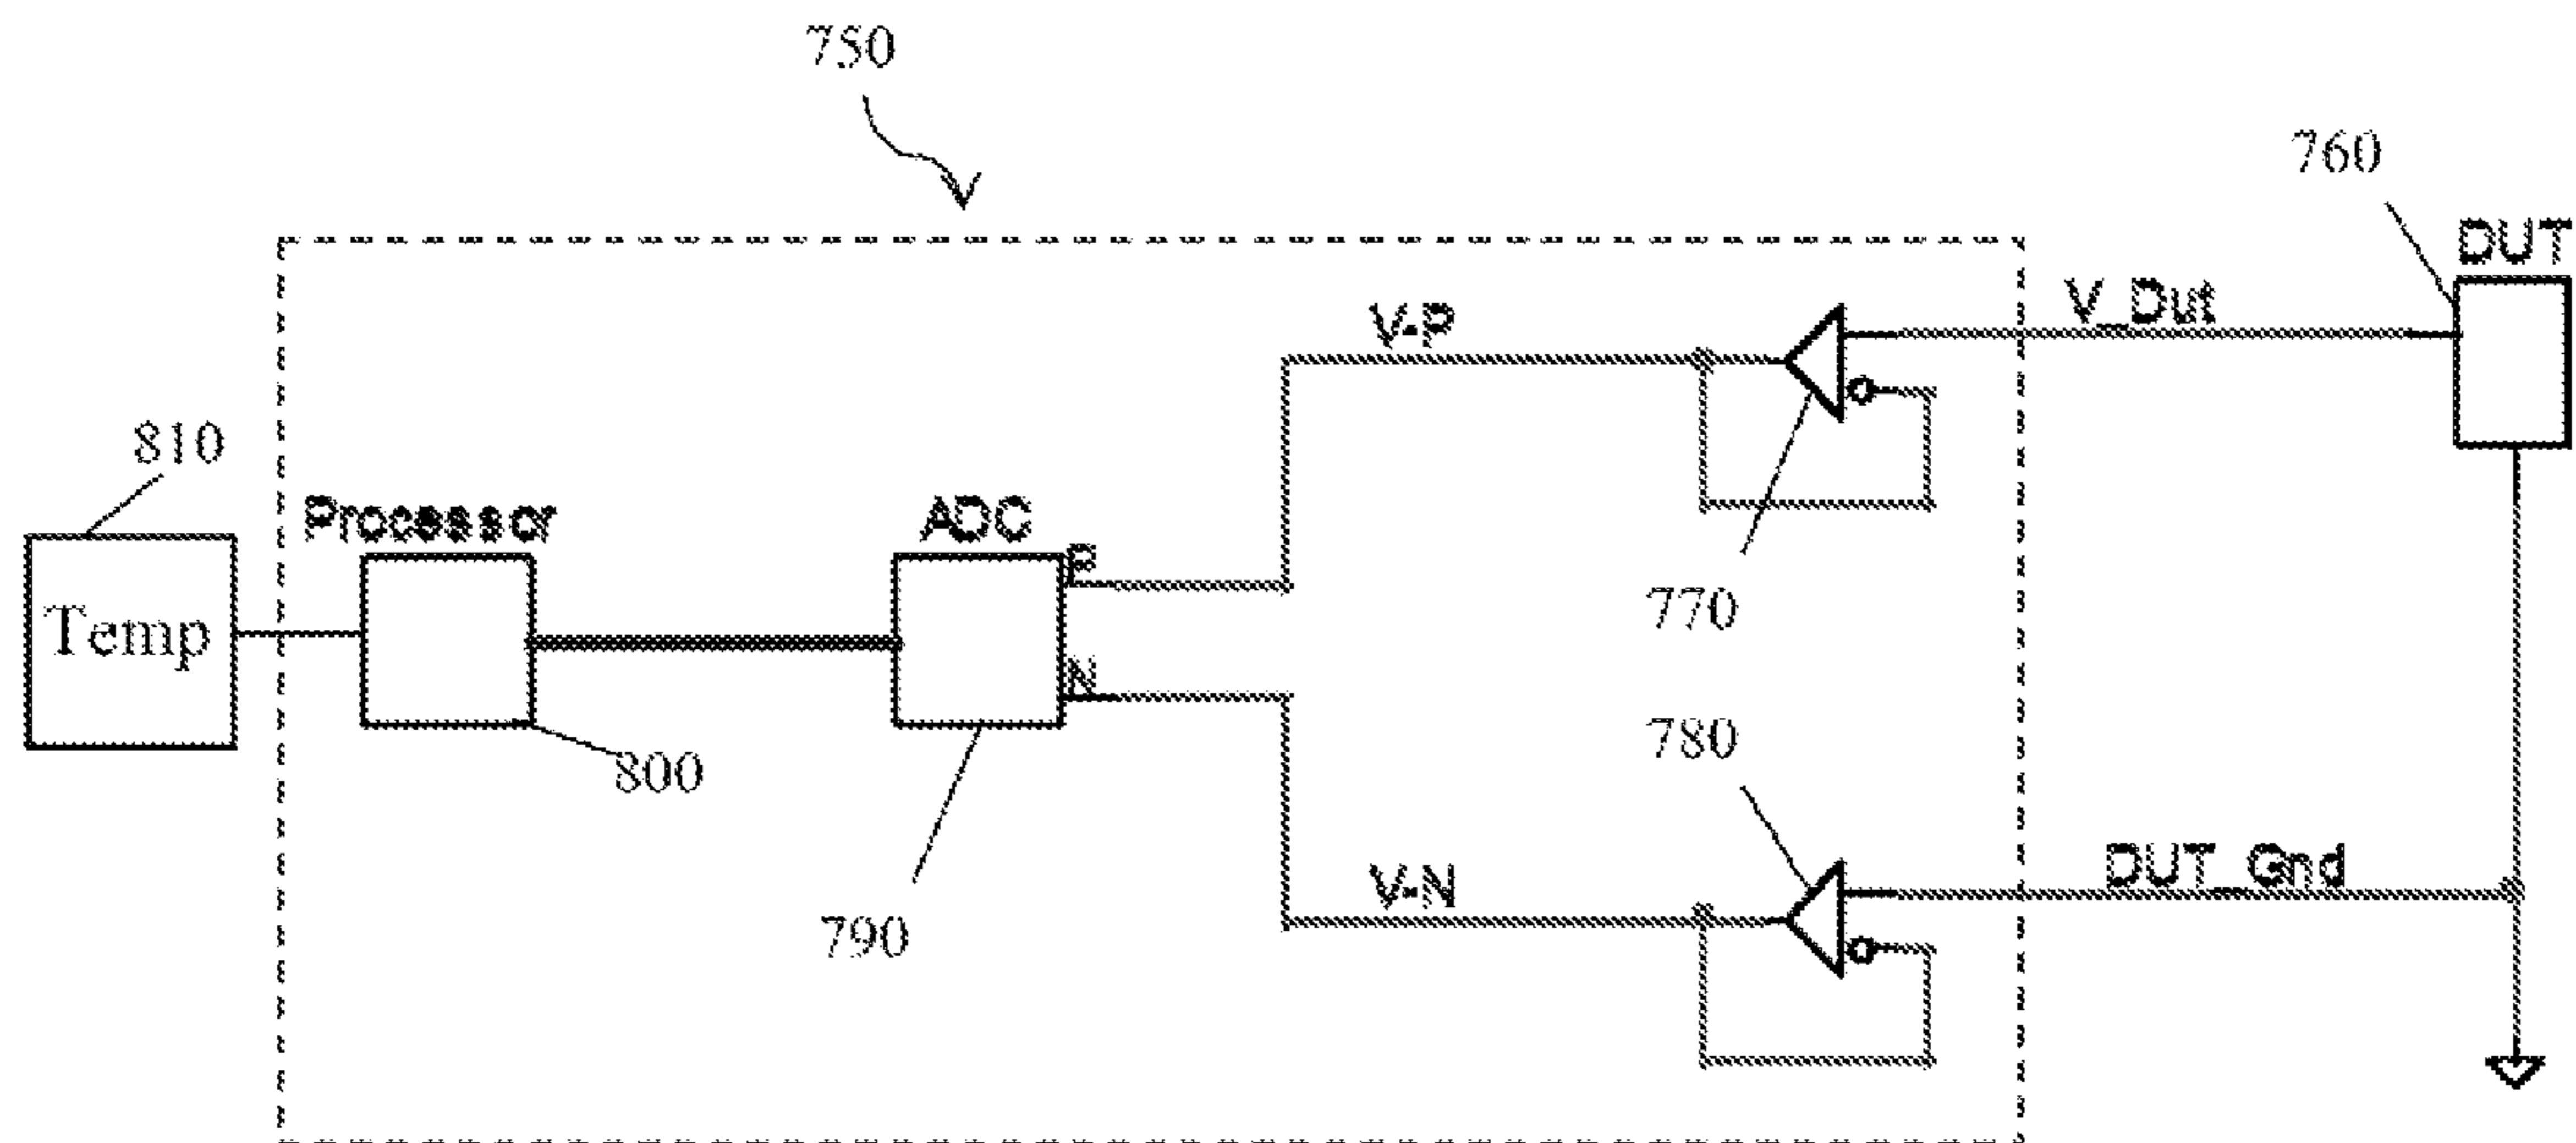 750
760
DUT
V_Dut
V-P
810
Processor
ADC
P
Temp
770
N
780
800
DUT_Gnd
V-N
790